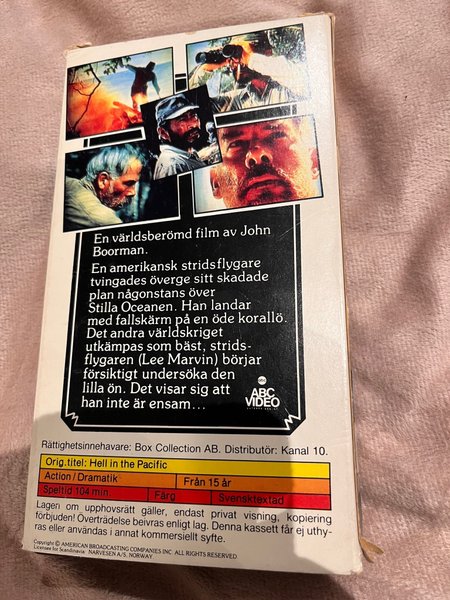 En världsberömd film av John
Boorman.
En amerikansk stridsflygare
tvingades överge sitt skadade
plan någonstans över
Stilla Oceanen. Han landar
med fallskärm på en öde korallö.
Det andra världskriget
utkämpas som bäst, strids-
flygaren (Lee Marvin) börjar
försiktigt undersöka den
lilla ön. Det visar sig att
han inte är ensam...
abc
ABC
VIDEO
Rättighetsinnehavare: Box Collection AB. Distributör: Kanal 10.
Orig.titel: Hell in the Pacific
Action/Dramatik Från 15 år
Speltid 104 min Färg Svensktextad
Lagen om upphovsrätt gäller, endast privat visning, kopiering
förbjuden! Överträdelse beivras enligt lag. Denna kassett får ej uthy-
ras eller användas i annat kommersiellt syfte.
Copyright © AMERICAN BROADCASTING COMPANIES INC. ALL RIGHTS RESERVED.
Licensee for Scandinavia NARVESEN A/S, NORWAY